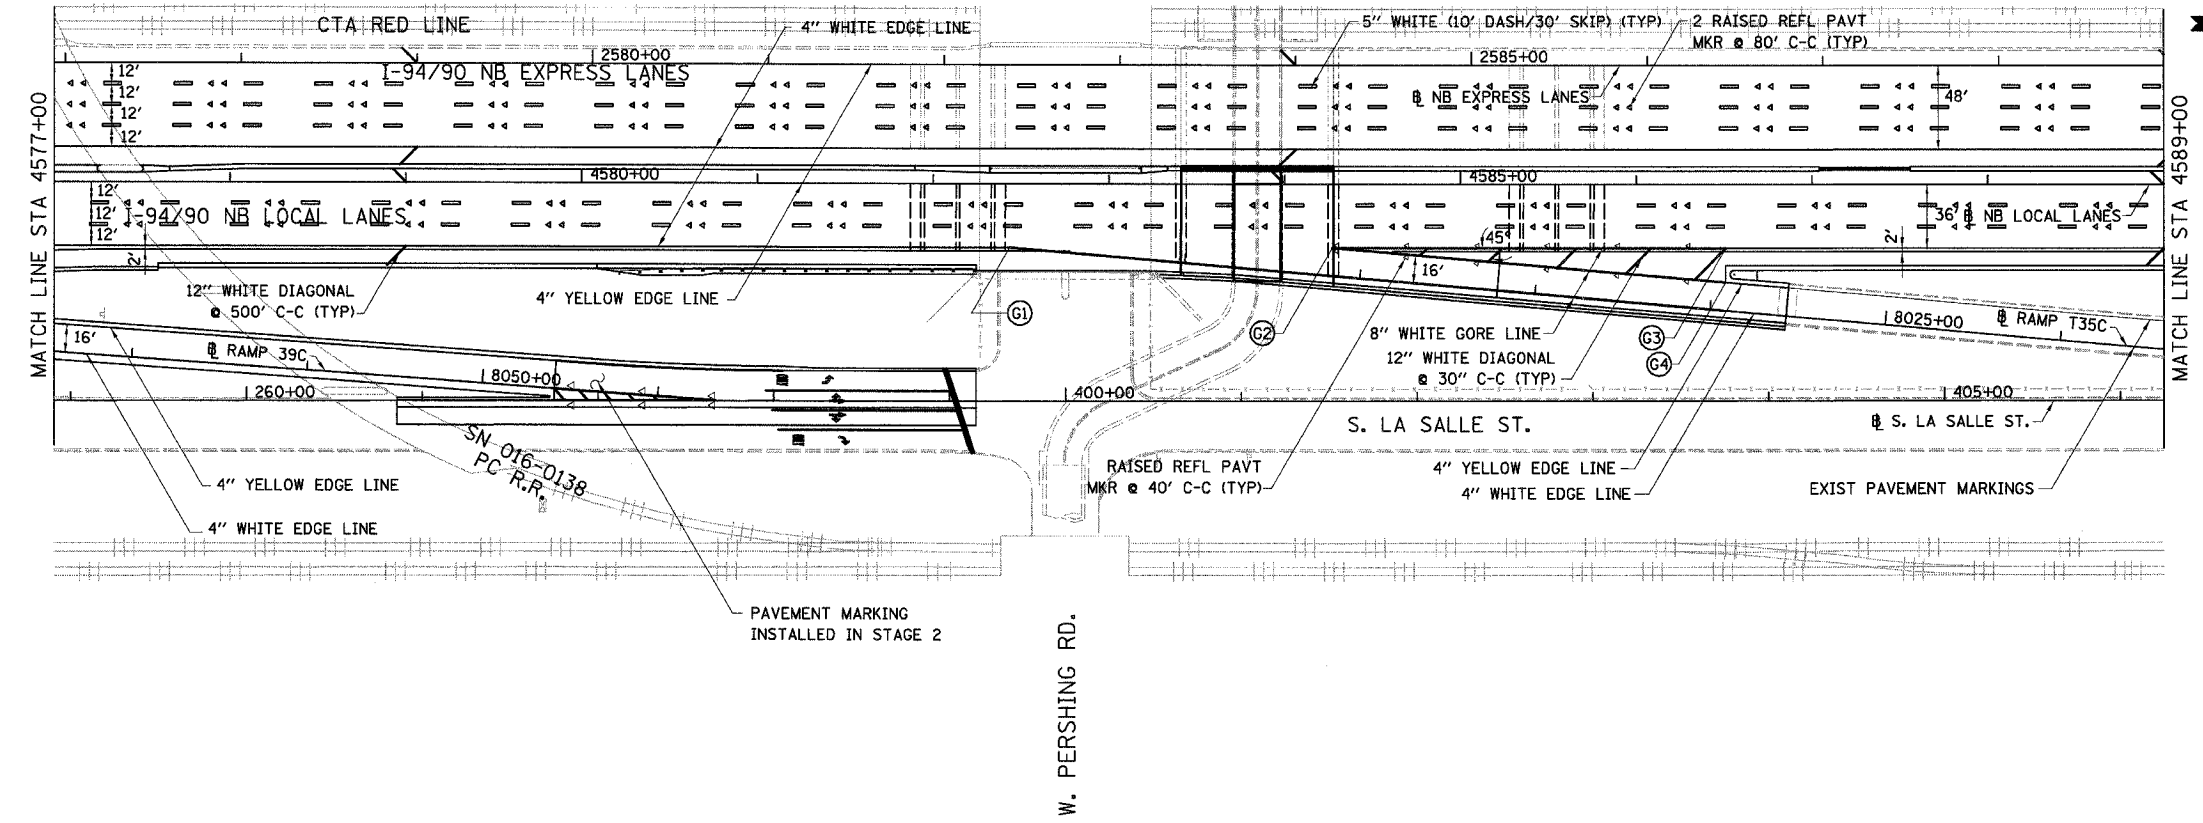 CTA RED LINE
4" WHITE EDGE LINE
5" WHITE (10' DASH/30' SKIP) (TYP)
2 RAISED REFL PAVT
MKR @ 80' C-C (TYP)
2580+00
2585+00
I-94/90 NB EXPRESS LANES
12'
12'
12'
12'
℄ NB EXPRESS LANES
48'
MATCH LINE STA 4577+00
MATCH LINE STA 4589+00
4580+00
4585+00
12'
12'
12'
I-94/90 NB LOCAL LANES
36'
℄ NB LOCAL LANES
2'
45°
2'
16'
12" WHITE DIAGONAL
@ 500' C-C (TYP)
4" YELLOW EDGE LINE
G1
G2
8" WHITE GORE LINE
12" WHITE DIAGONAL
@ 30" C-C (TYP)
G3
G4
8025+00
℄ RAMP T35C
16'
℄ RAMP 39C
8050+00
260+00
400+00
405+00
S. LA SALLE ST.
℄ S. LA SALLE ST.
SN 016-0138
PC R.R.
4" YELLOW EDGE LINE
4" WHITE EDGE LINE
RAISED REFL PAVT
MKR @ 40' C-C (TYP)
4" YELLOW EDGE LINE
4" WHITE EDGE LINE
EXIST PAVEMENT MARKINGS
PAVEMENT MARKING
INSTALLED IN STAGE 2
W. PERSHING RD.